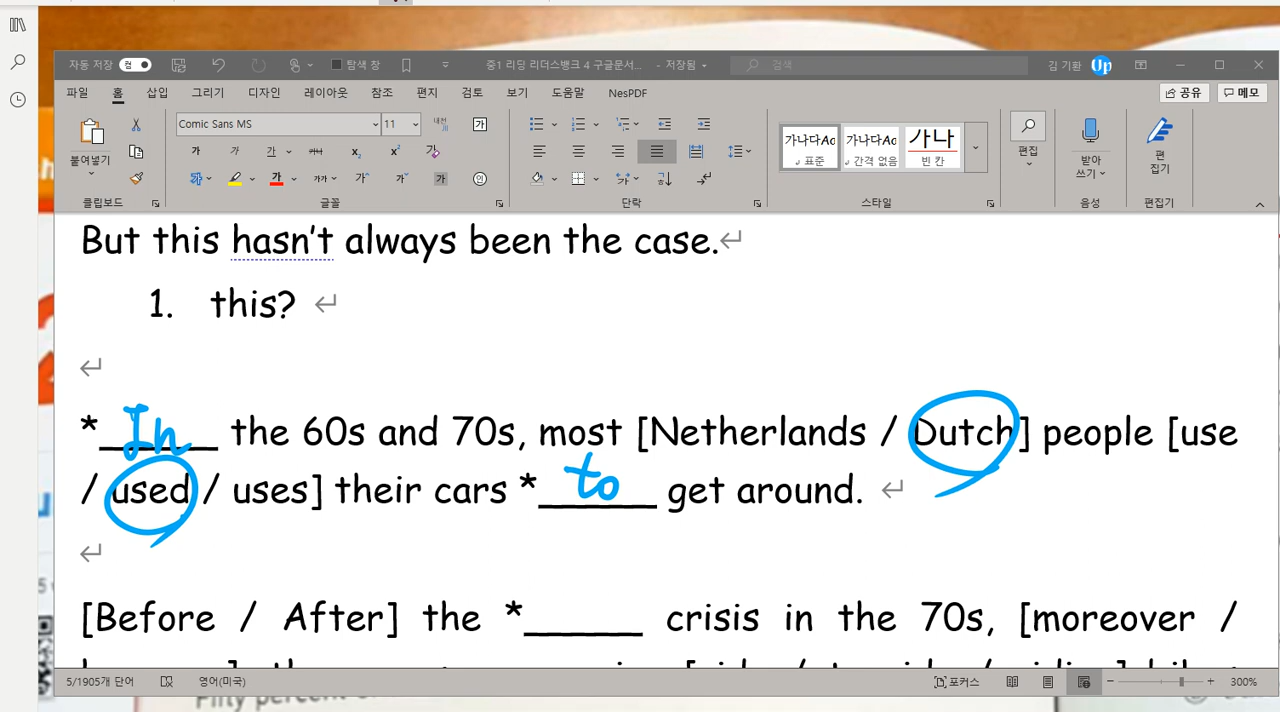 자동 저장 켬 탐색 창 중1 리딩 리더스뱅크 4 구글문서... - 저장됨 검색 김 기환 Up
파일 홈 삽입 그리기 디자인 레이아웃 참조 편지 검토 보기 도움말 NesPDF 공유 메모
붙여넣기 Comic Sans MS 11 가나다Ac 가나다Ac 가나 편집 받아쓰기 편집기
표준 간격 없음 빈 칸
클립보드 글꼴 단락 스타일 음성 편집기
But this hasn't always been the case.
1. this?
*In the 60s and 70s, most [Netherlands / Dutch] people [use
/ used / uses] their cars *to get around.
[Before / After] the *______ crisis in the 70s, [moreover /
5/1905개 단어 영어(미국) 포커스 300%
Fifty percent